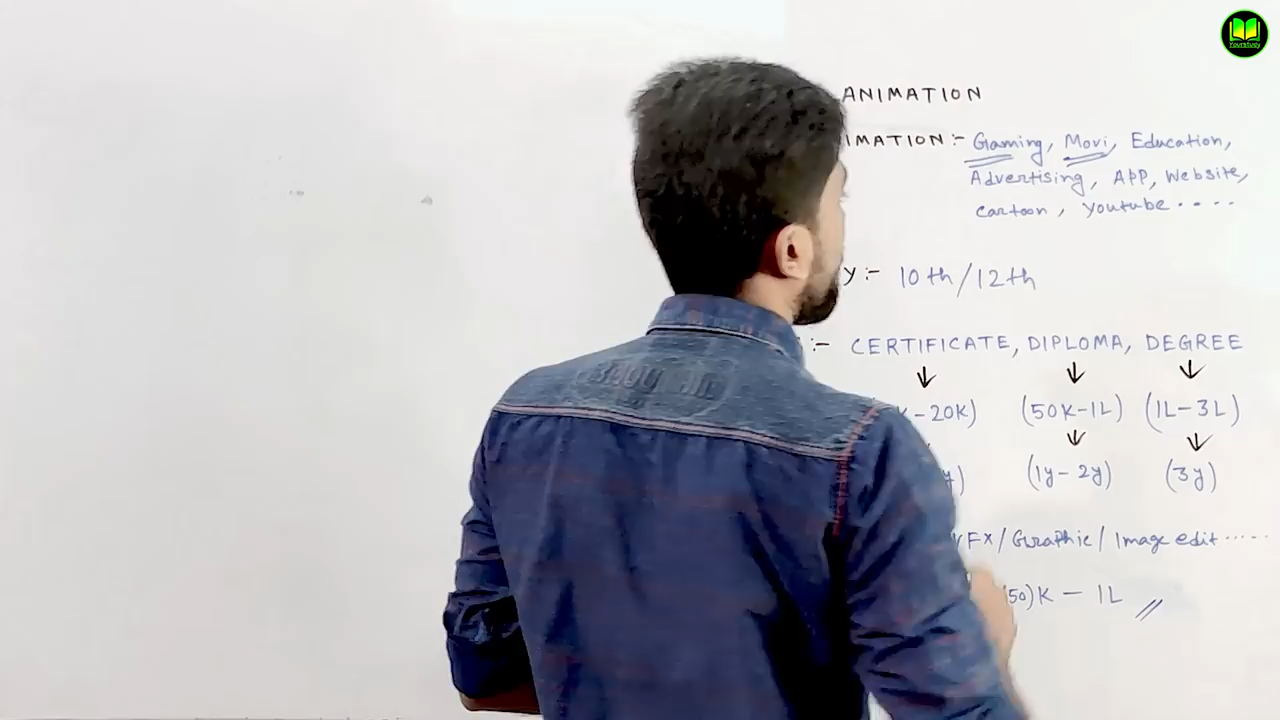 Yourstudy
ANIMATION
IMATION:- Gaming, Movi, Education,
Advertising, APP, Website,
Cartoon, Youtube....
Y:- 10th/12th
:- CERTIFICATE, DIPLOMA, DEGREE
-20K) (50K-1L) (1L-3L)
(1y-2y) (3y)
VFX/Graphic/Image edit.....
(50)K - 1L